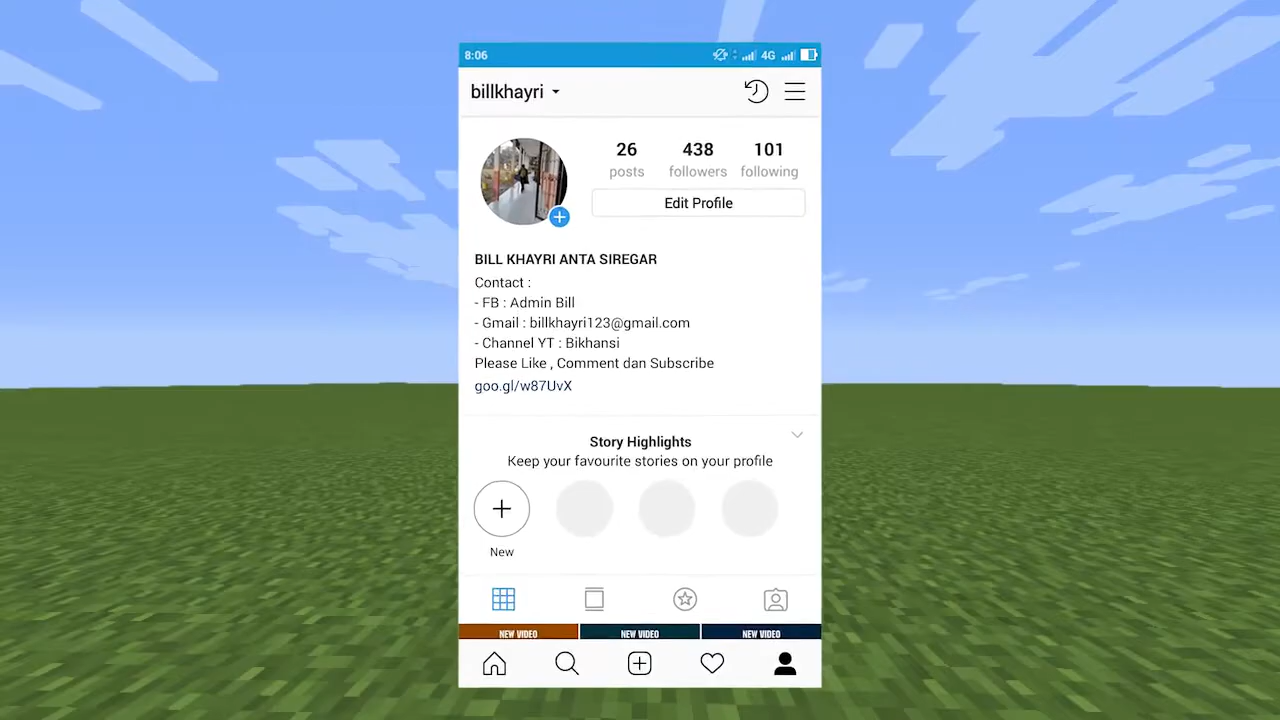 8:06
4G
billkhayri
26 438 101
posts followers following
Edit Profile
BILL KHAYRI ANTA SIREGAR
Contact :
- FB : Admin Bill
- Gmail : billkhayri123@gmail.com
- Channel YT : Bikhansi
Please Like , Comment dan Subscribe
goo.gl/w87UvX
Story Highlights
Keep your favourite stories on your profile
New
NEW VIDEO NEW VIDEO NEW VIDEO